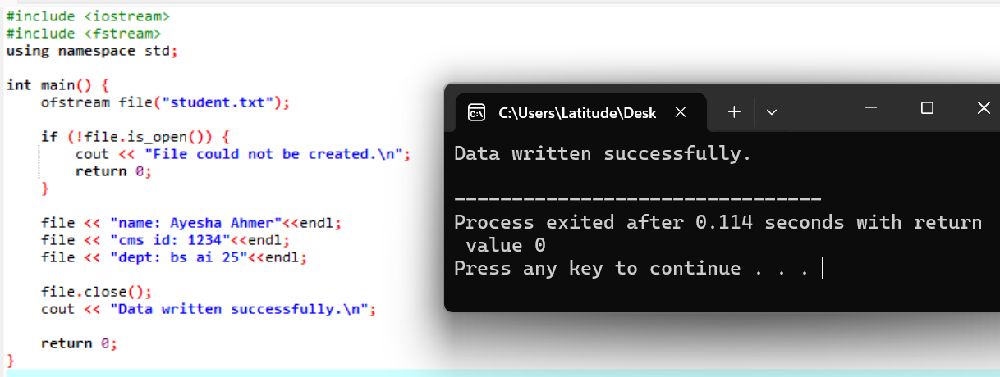 #include <iostream>
#include <fstream>
using namespace std;
int main() {
    ofstream file("student.txt");
    if (!file.is_open()) {
        cout << "File could not be created.\n";
        return 0;
    }
    file << "name: Ayesha Ahmer"<<endl;
    file << "cms id: 1234"<<endl;
    file << "dept: bs ai 25"<<endl;
    file.close();
    cout << "Data written successfully.\n";
    return 0;
}
C:\Users\Latitude\Desk
Data written successfully.
--------------------------------
Process exited after 0.114 seconds with return
 value 0
Press any key to continue . . .